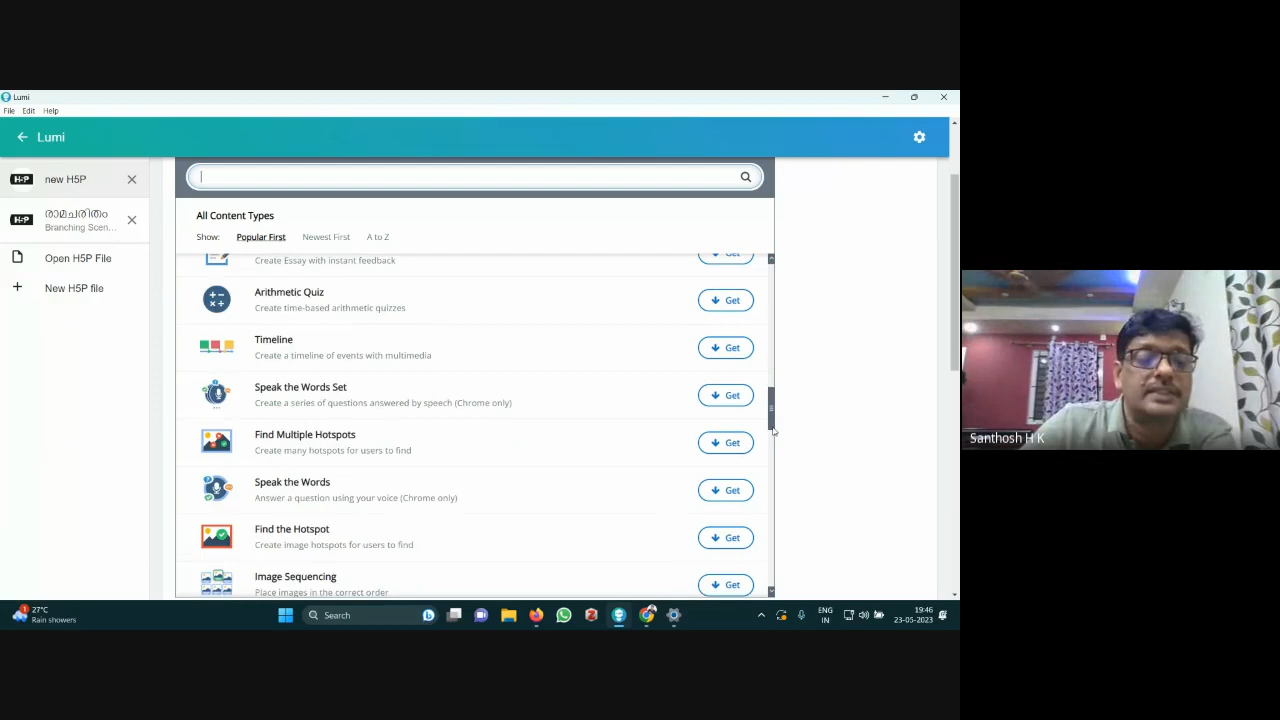 Lumi
File Edit Help
Lumi
H-P new H5P
H-P രാമചരിതം
Branching Scen...
Open H5P File
New H5P file
All Content Types
Show: Popular First Newest First A to Z
Create Essay with instant feedback
Get
Arithmetic Quiz
Create time-based arithmetic quizzes
Get
Timeline
Create a timeline of events with multimedia
Get
Speak the Words Set
Create a series of questions answered by speech (Chrome only)
Get
Find Multiple Hotspots
Create many hotspots for users to find
Get
Speak the Words
Answer a question using your voice (Chrome only)
Get
Find the Hotspot
Create image hotspots for users to find
Get
Image Sequencing
Place images in the correct order
Get
Santhosh H K
1
27°C
Rain showers
Search
ENG
IN
19:46
23-05-2023